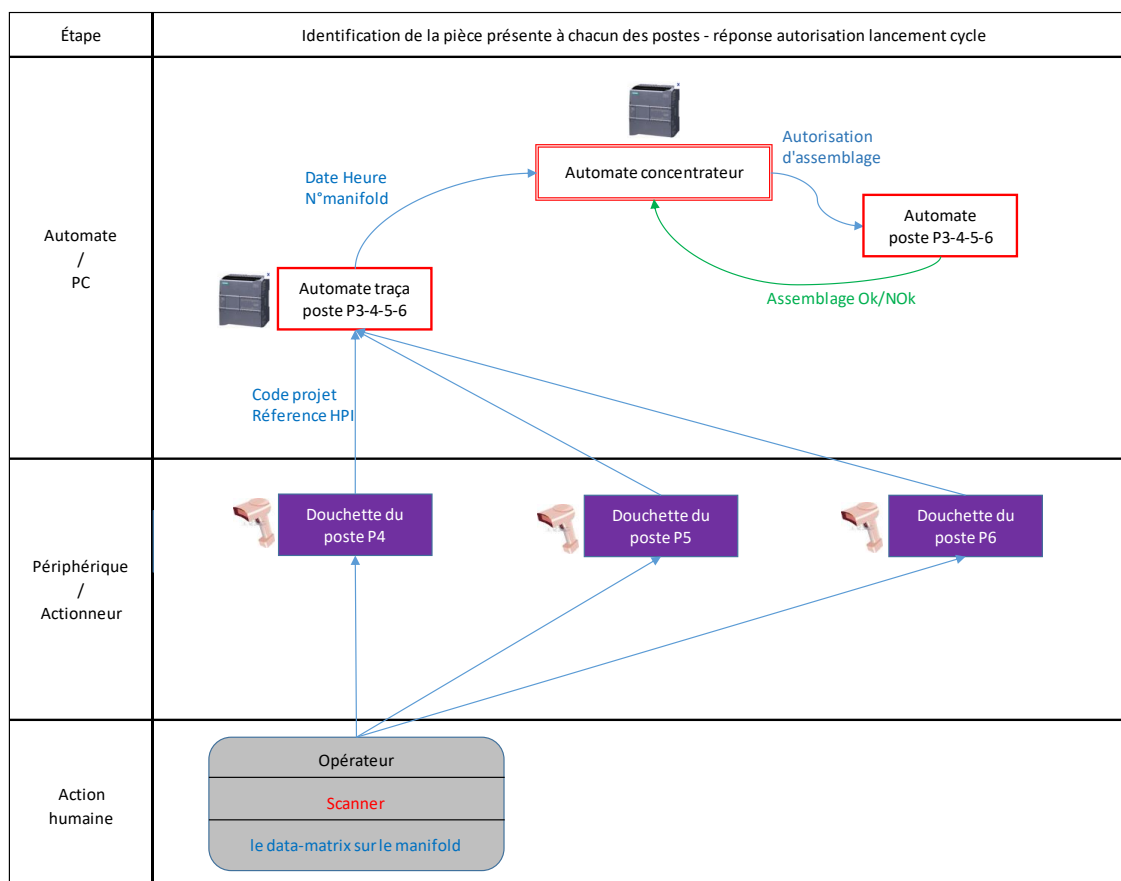 Étape
Identification de la pièce présente à chacun des postes - réponse autorisation lancement cycle
Automate
/
PC
Automate concentrateur
Autorisation
d'assemblage
Date Heure
N°manifold
Automate
poste P3-4-5-6
Automate traça
poste P3-4-5-6
Assemblage Ok/NOk
Code projet
Réference HPI
Périphérique
/
Actionneur
Douchette du
poste P4
Douchette du
poste P5
Douchette du
poste P6
Action
humaine
Opérateur
Scanner
le data-matrix sur le manifold